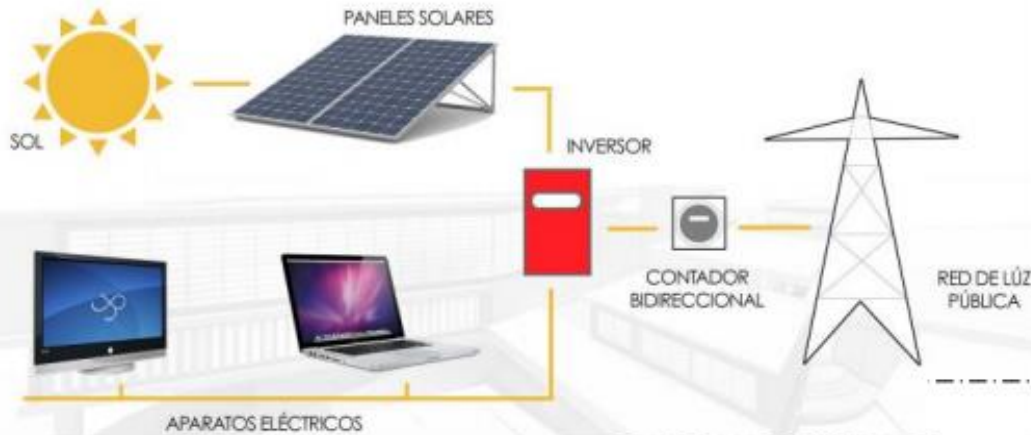 PANELES SOLARES
SOL
INVERSOR
CONTADOR
BIDIRECCIONAL
RED DE LÚZ
PÚBLICA
APARATOS ELÉCTRICOS